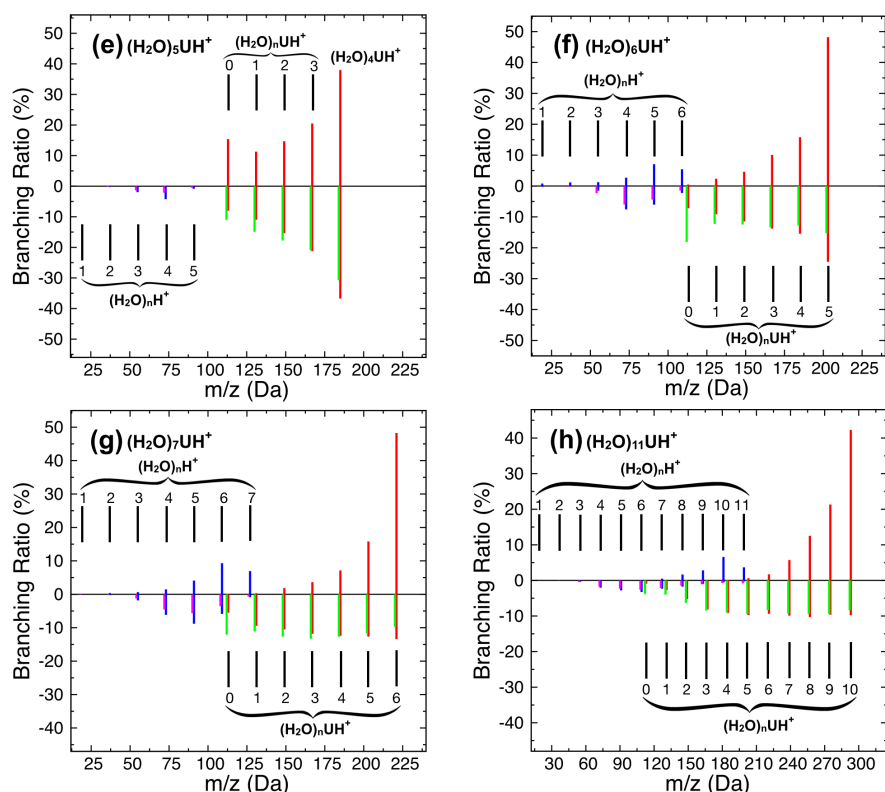 (e) (H2O)5UH+
(H2O)nUH+
(H2O)4UH+
0 1 2 3
Branching Ratio (%)
50
40
30
20
10
0
-10
-20
-30
-40
-50
1 2 3 4 5
(H2O)nH+
25 50 75 100 125 150 175 200 225
m/z (Da)
(f) (H2O)6UH+
(H2O)nH+
1 2 3 4 5 6
Branching Ratio (%)
50
40
30
20
10
0
-10
-20
-30
-40
-50
0 1 2 3 4 5
(H2O)nUH+
25 50 75 100 125 150 175 200 225
m/z (Da)
(g) (H2O)7UH+
(H2O)nH+
1 2 3 4 5 6 7
Branching Ratio (%)
50
40
30
20
10
0
-10
-20
-30
-40
0 1 2 3 4 5 6
(H2O)nUH+
25 50 75 100 125 150 175 200 225
m/z (Da)
(h) (H2O)11UH+
(H2O)nH+
1 2 3 4 5 6 7 8 9 10 11
Branching Ratio (%)
40
30
20
10
0
-10
-20
-30
-40
0 1 2 3 4 5 6 7 8 9 10
(H2O)nUH+
30 60 90 120 150 180 210 240 270 300
m/z (Da)